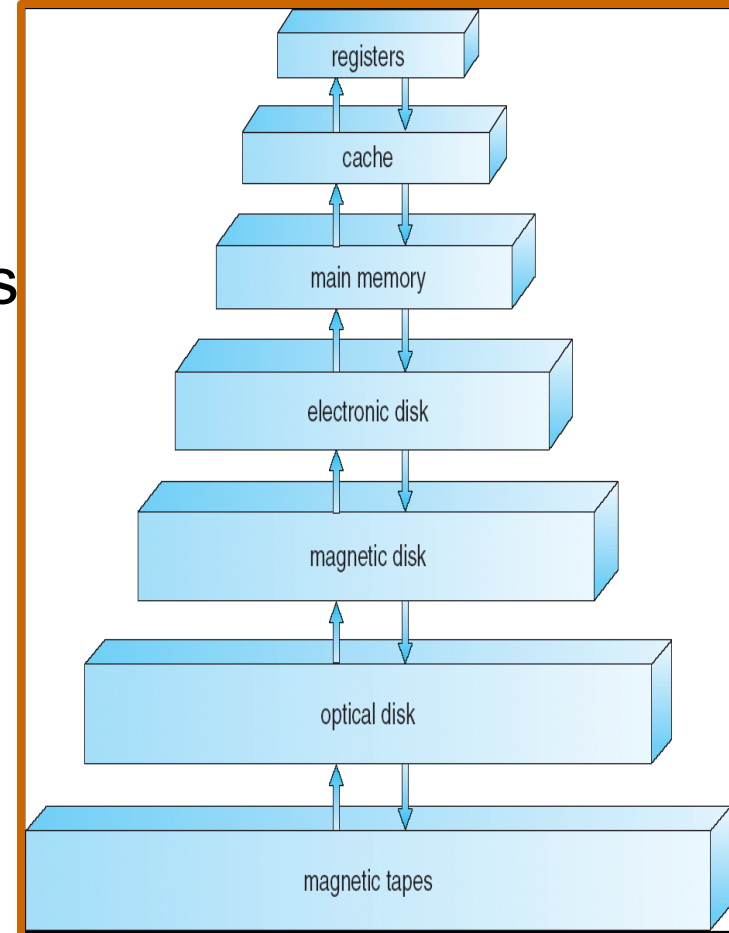 registers
cache
s
main memory
electronic disk
magnetic disk
optical disk
magnetic tapes